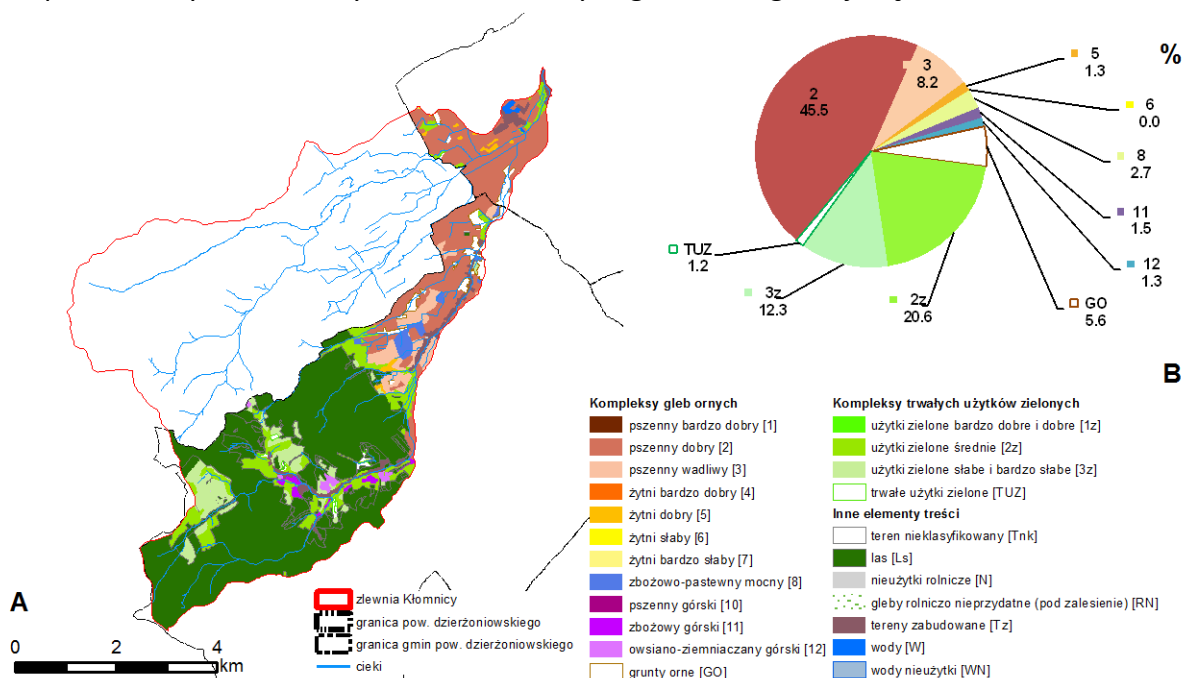 %
2
45.5
3
8.2
5
1.3
6
0.0
8
2.7
11
1.5
12
1.3
GO
5.6
2z
20.6
3z
12.3
TUZ
1.2
B
Kompleksy gleb ornych
pszenny bardzo dobry [1]
pszenny dobry [2]
pszenny wadliwy [3]
żytni bardzo dobry [4]
żytni dobry [5]
żytni słaby [6]
żytni bardzo słaby [7]
zbożowo-pastewny mocny [8]
pszenny górski [10]
zbożowy górski [11]
owsiano-ziemniaczany górski [12]
grunty orne [GO]
Kompleksy trwałych użytków zielonych
użytki zielone bardzo dobre i dobre [1z]
użytki zielone średnie [2z]
użytki zielone słabe i bardzo słabe [3z]
trwałe użytki zielone [TUZ]
Inne elementy treści
teren nieklasyfikowany [Tnk]
las [Ls]
nieużytki rolnicze [N]
gleby rolniczo nieprzydatne (pod zalesienie) [RN]
tereny zabudowane [Tz]
wody [W]
wody nieużytki [WN]
A
zlewnia Kłomnicy
granica pow. dzierżoniowskiego
granica gmin pow. dzierżoniowskiego
cieki
0 2 4
km